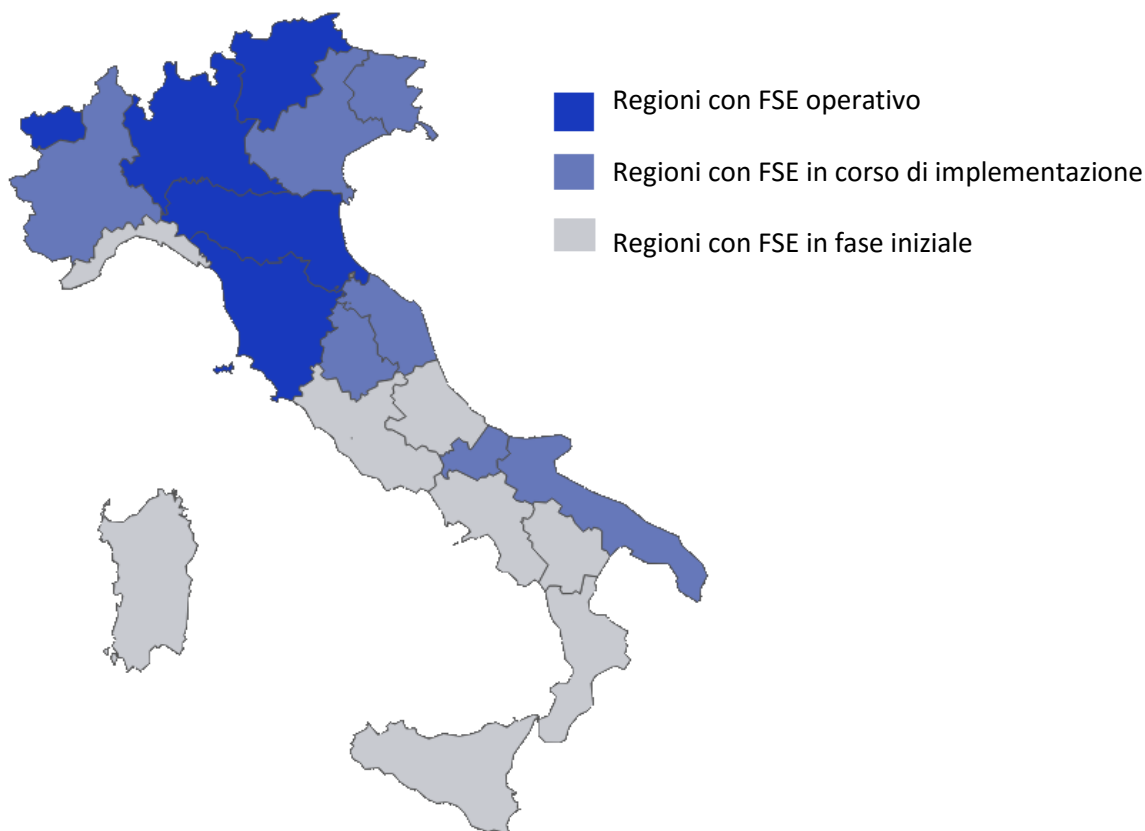 Regioni con FSE operativo
Regioni con FSE in corso di implementazione
Regioni con FSE in fase iniziale